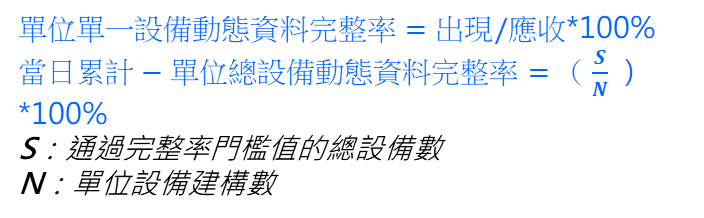 單位單一設備動態資料完整率 = 出現/應收*100%
當日累計 – 單位總設備動態資料完整率 = （S/N）
*100%
S：通過完整率門檻值的總設備數
N：單位設備建構數